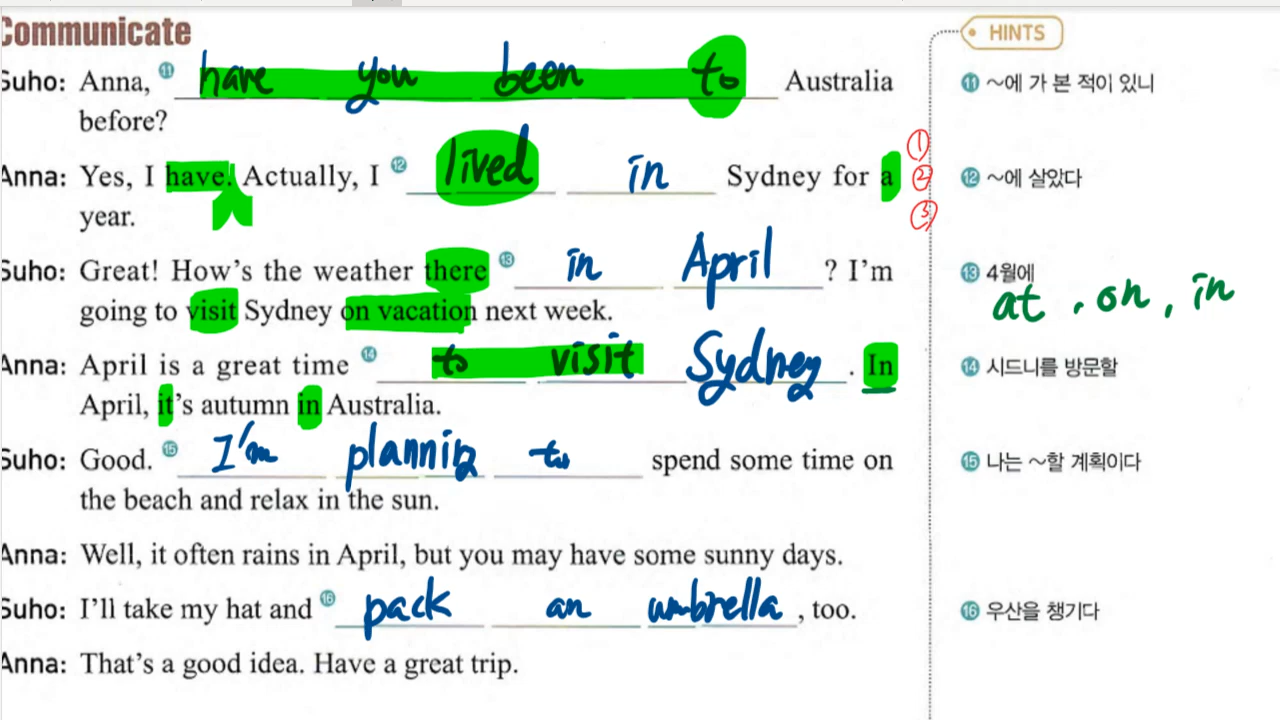 Communicate
HINTS
Suho: Anna, ⑪ have you been to Australia
before?
⑪ ~에 가 본 적이 있니
Anna: Yes, I have. Actually, I ⑫ lived in Sydney for a
year.
① 
②
③
⑫ ~에 살았다
Suho: Great! How's the weather there ⑬ in April ? I'm
going to visit Sydney on vacation next week.
⑬ 4월에
at , on , in
Anna: April is a great time ⑭ to visit Sydney . In
April, it's autumn in Australia.
⑭ 시드니를 방문할
Suho: Good. ⑮ I'm planning to spend some time on
the beach and relax in the sun.
⑮ 나는 ~할 계획이다
Anna: Well, it often rains in April, but you may have some sunny days.
Suho: I'll take my hat and ⑯ pack an umbrella , too.
⑯ 우산을 챙기다
Anna: That's a good idea. Have a great trip.